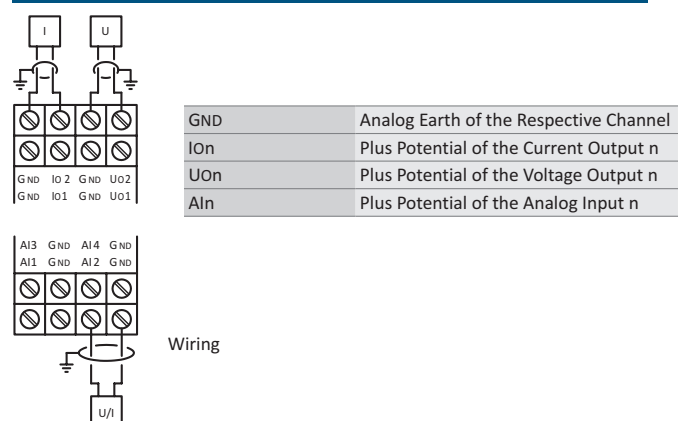 I U
GND Analog Earth of the Respective Channel
IOn Plus Potential of the Current Output n
UOn Plus Potential of the Voltage Output n
AIn Plus Potential of the Analog Input n
GND IO2 GND UO2
GND IO1 GND UO1
AI3 GND AI4 GND
AI1 GND AI2 GND
Wiring
U/I